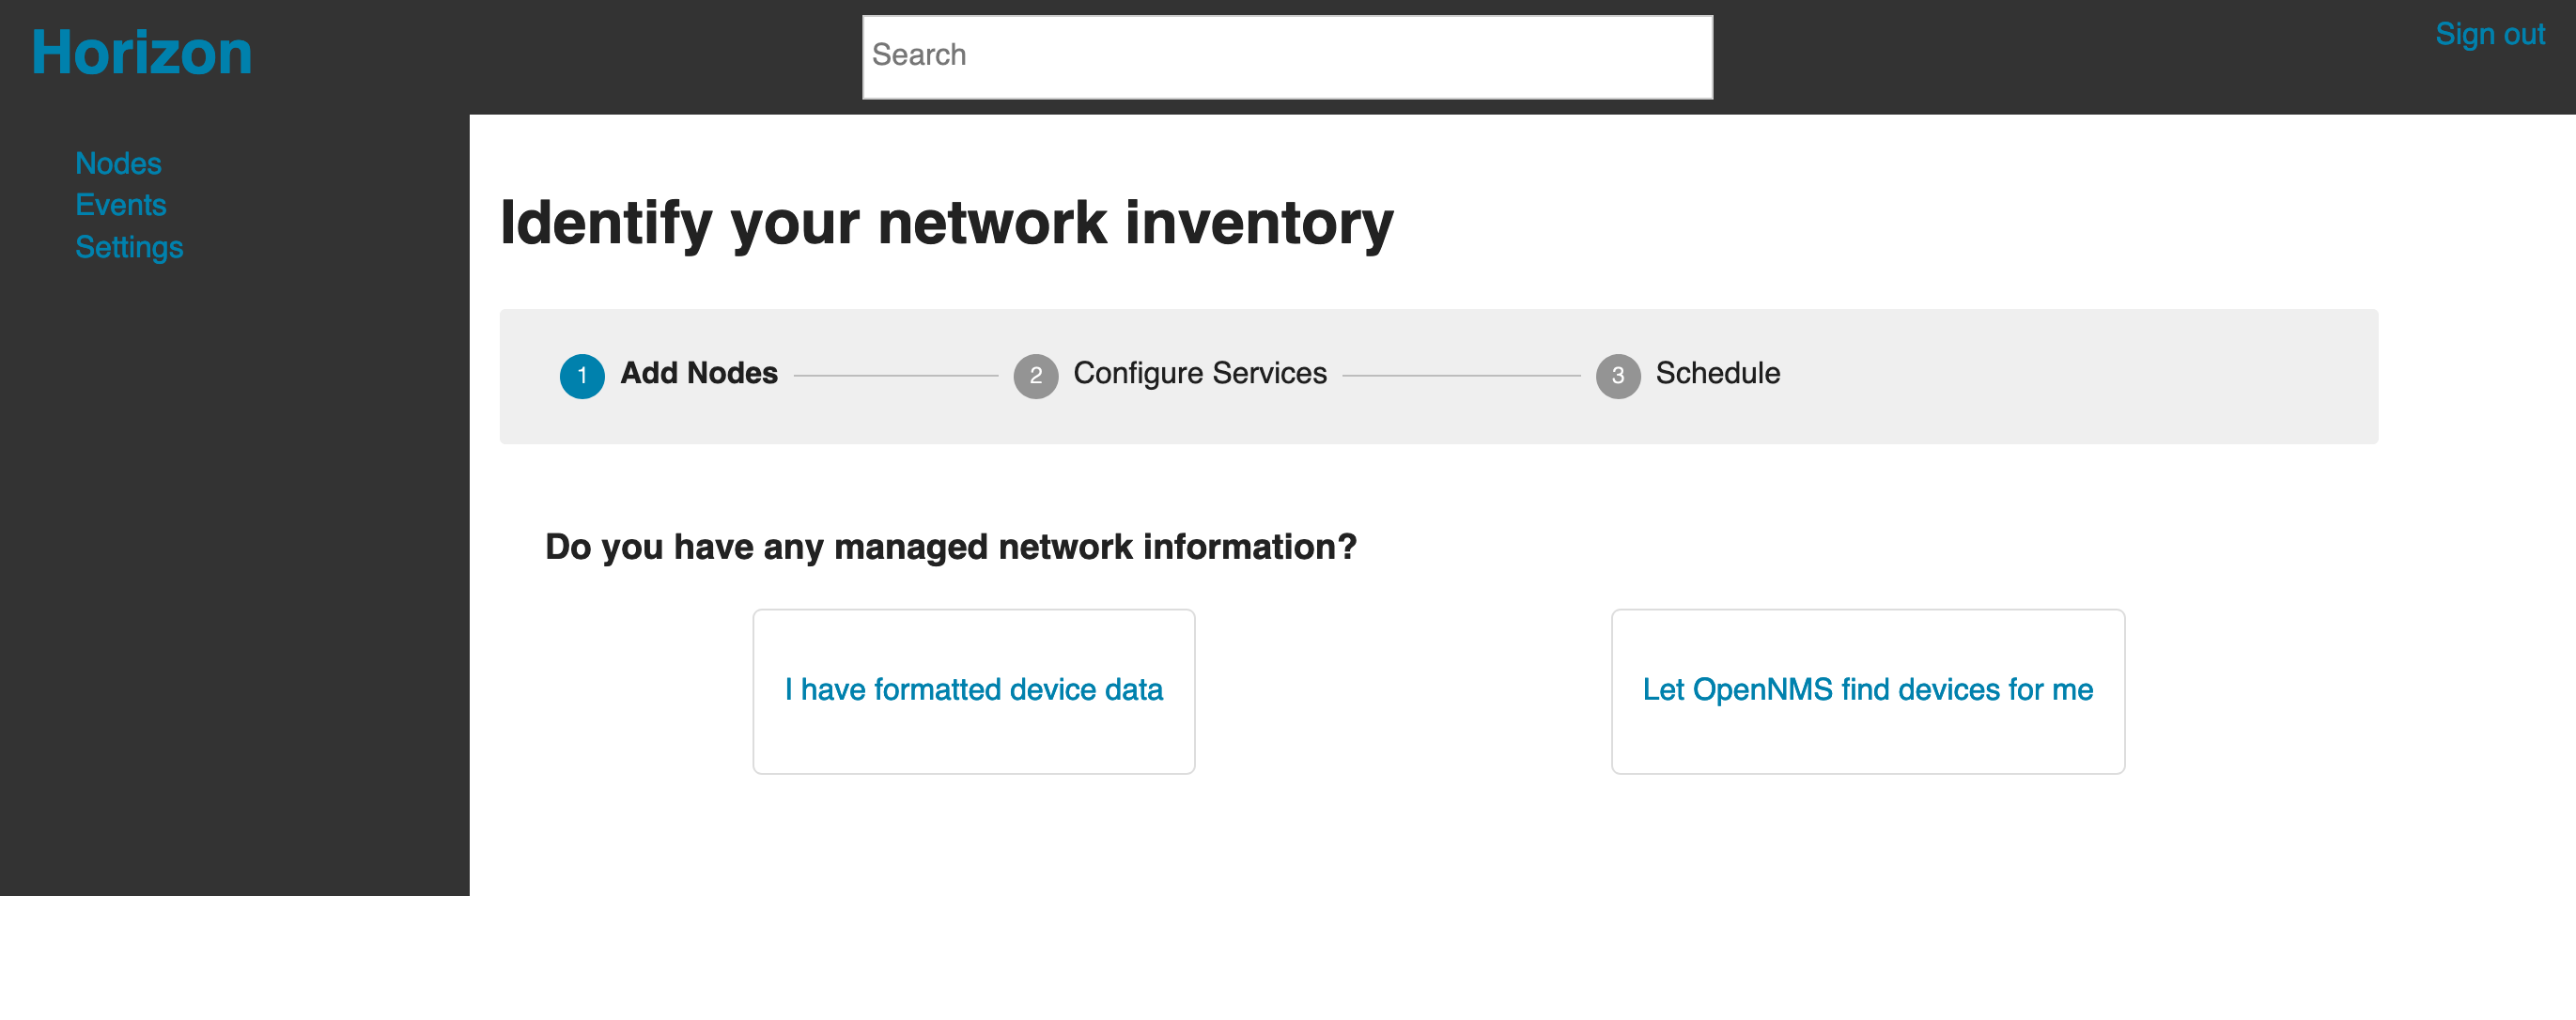 Horizon
Search
Sign out
Nodes
Events
Settings
Identify your network inventory
1 Add Nodes 2 Configure Services 3 Schedule
Do you have any managed network information?
I have formatted device data
Let OpenNMS find devices for me